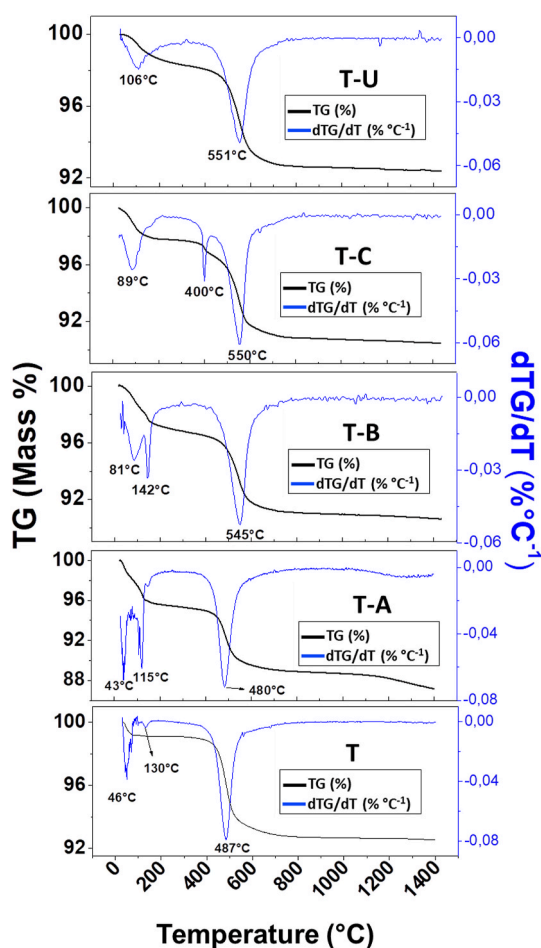 TG (Mass %)
dTG/dT (%°C⁻¹)
100
96
92
0,00
-0,03
-0,06
T-U
TG (%)
dTG/dT (% °C⁻¹)
106°C
551°C
100
96
92
0,00
-0,03
-0,06
T-C
TG (%)
dTG/dT (% °C⁻¹)
89°C
400°C
550°C
100
96
92
0,00
-0,03
-0,06
T-B
TG (%)
dTG/dT (% °C⁻¹)
81°C
142°C
545°C
100
96
92
88
0,00
-0,04
-0,08
T-A
TG (%)
dTG/dT (% °C⁻¹)
43°C
115°C
480°C
100
96
92
0,00
-0,04
-0,08
T
TG (%)
dTG/dT (% °C⁻¹)
46°C
130°C
487°C
0 200 400 600 800 1000 1200 1400
Temperature (°C)